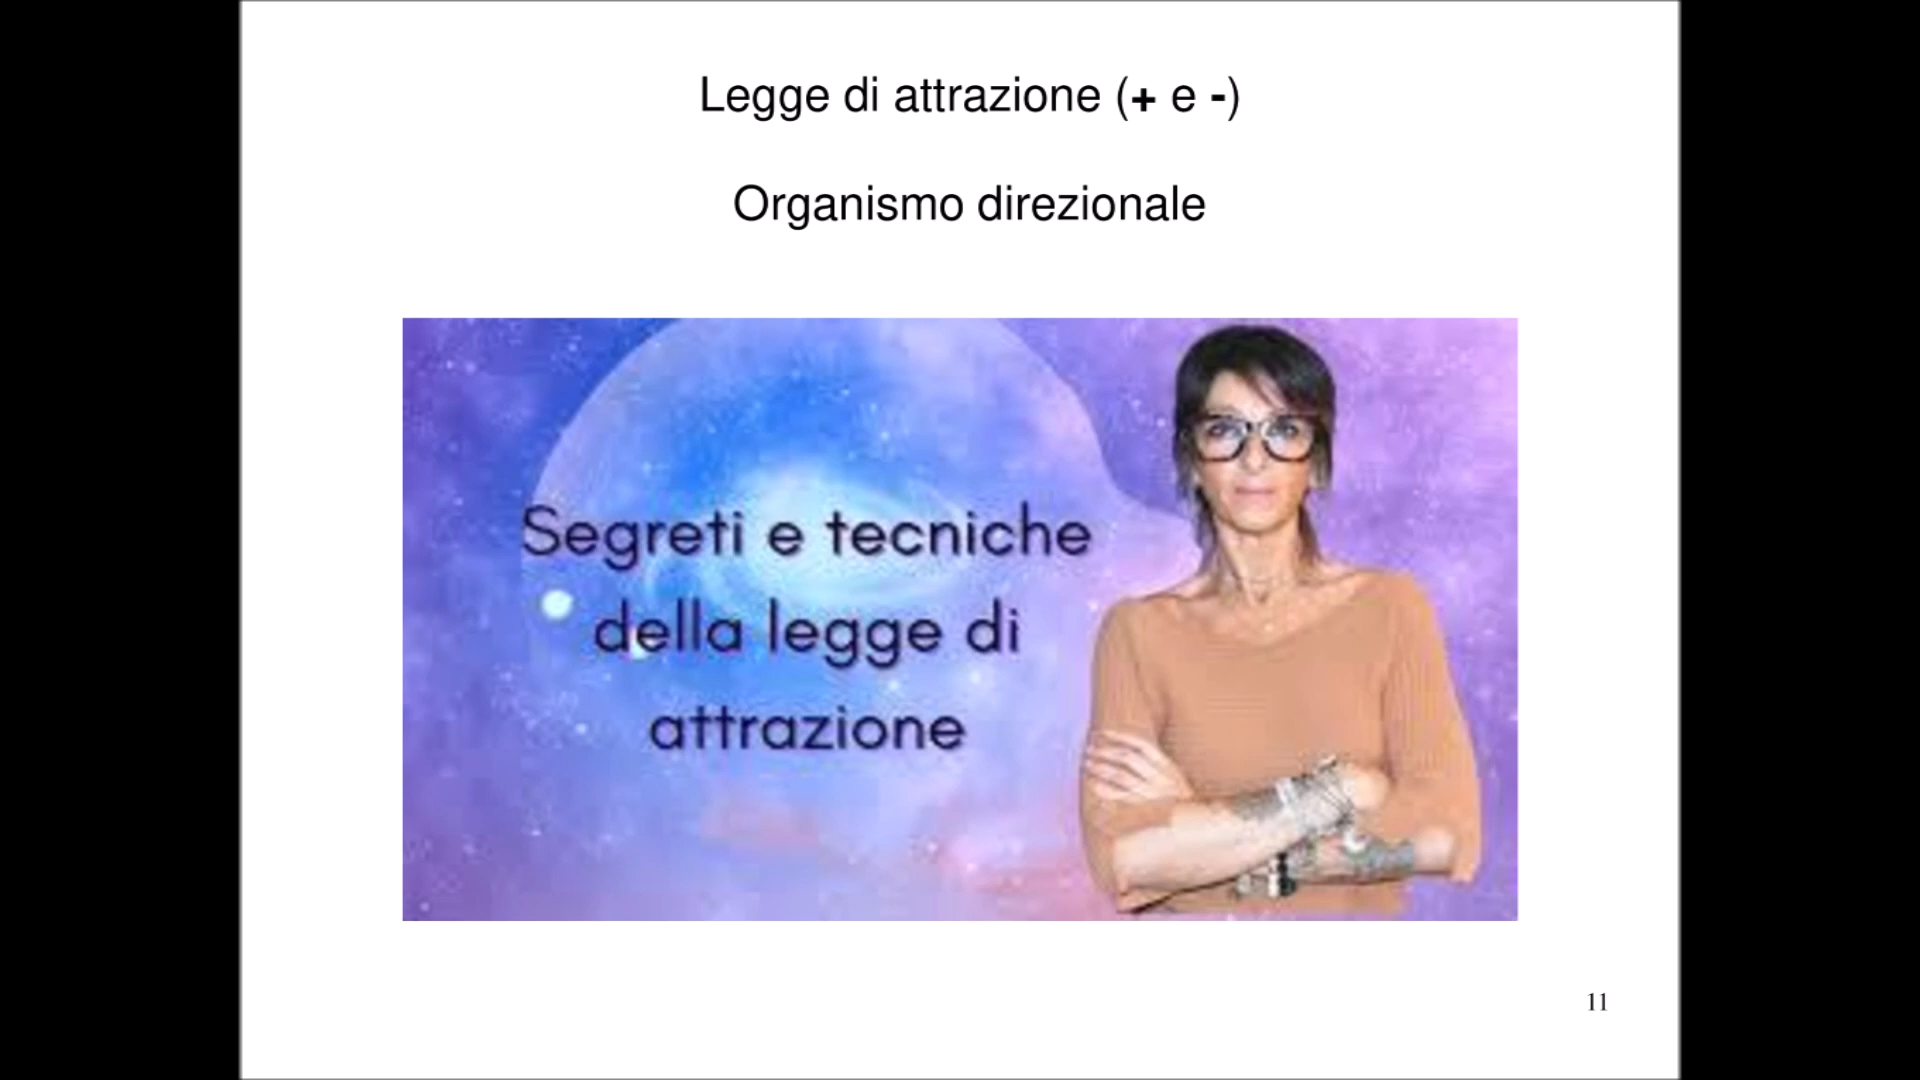 Legge di attrazione (+ e -)
Organismo direzionale
Segreti e tecniche
della legge di
attrazione
11